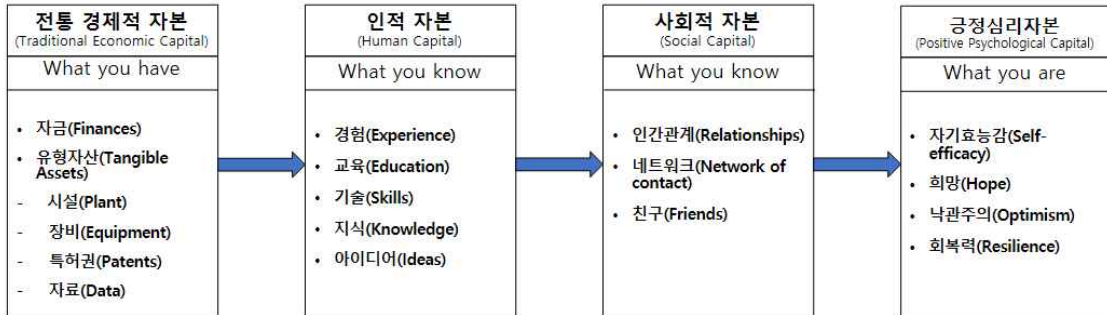 전통 경제적 자본
(Traditional Economic Capital)
What you have
• 자금(Finances)
• 유형자산(Tangible
Assets)
- 시설(Plant)
- 장비(Equipment)
- 특허권(Patents)
- 자료(Data)
인적 자본
(Human Capital)
What you know
• 경험(Experience)
• 교육(Education)
• 기술(Skills)
• 지식(Knowledge)
• 아이디어(Ideas)
사회적 자본
(Social Capital)
What you know
• 인간관계(Relationships)
• 네트워크(Network of
contact)
• 친구(Friends)
긍정심리자본
(Positive Psychological Capital)
What you are
• 자기효능감(Self-
efficacy)
• 희망(Hope)
• 낙관주의(Optimism)
• 회복력(Resilience)